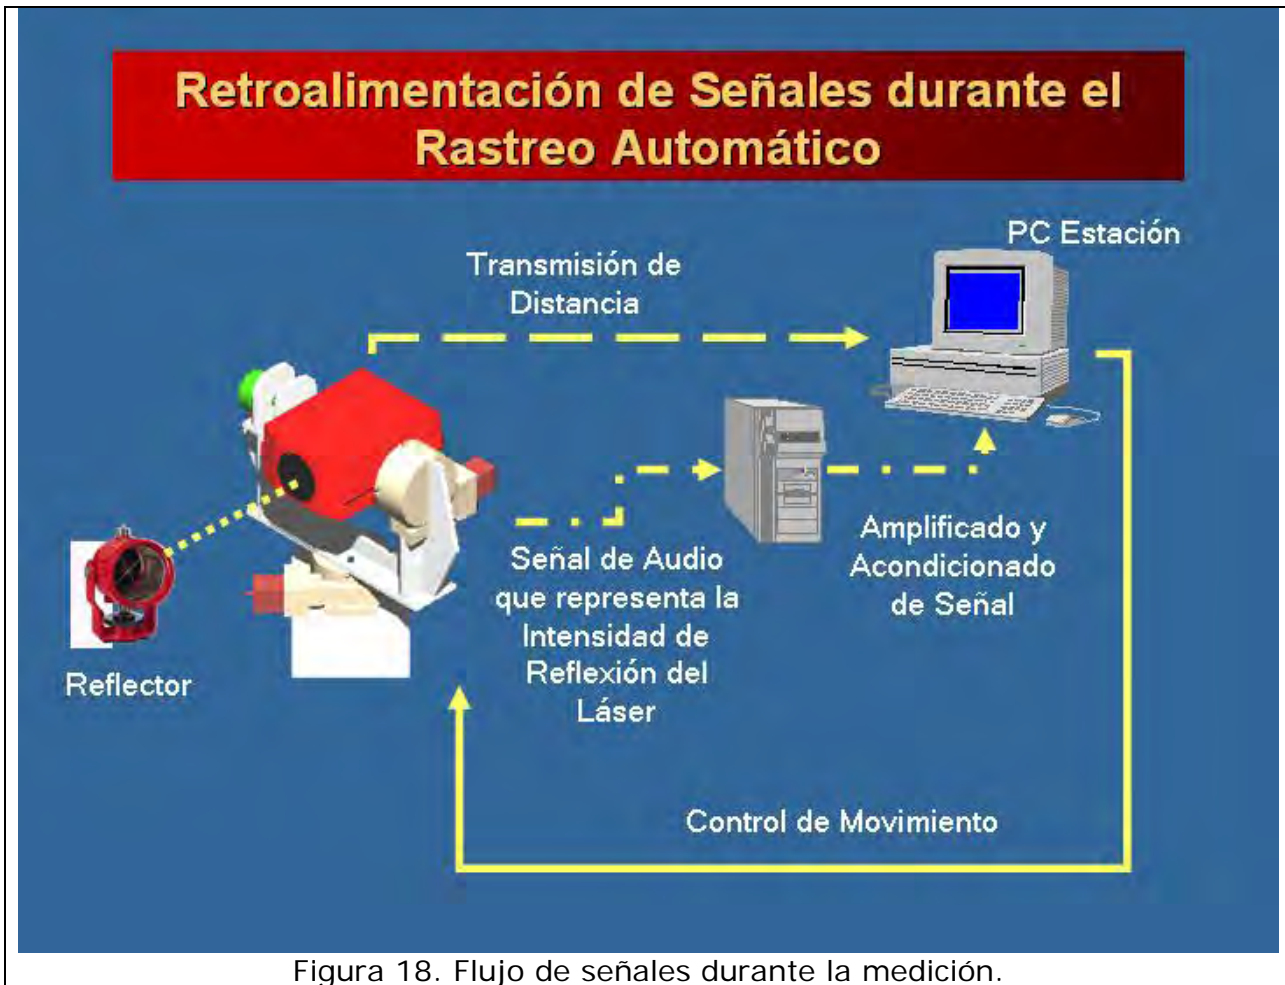 Retroalimentación de Señales durante el
Rastreo Automático
PC Estación
Transmisión de
Distancia
Amplificado y
Acondicionado
de Señal
Señal de Audio
que representa la
Intensidad de
Reflexión del
Láser
Reflector
Control de Movimiento
Figura 18. Flujo de señales durante la medición.